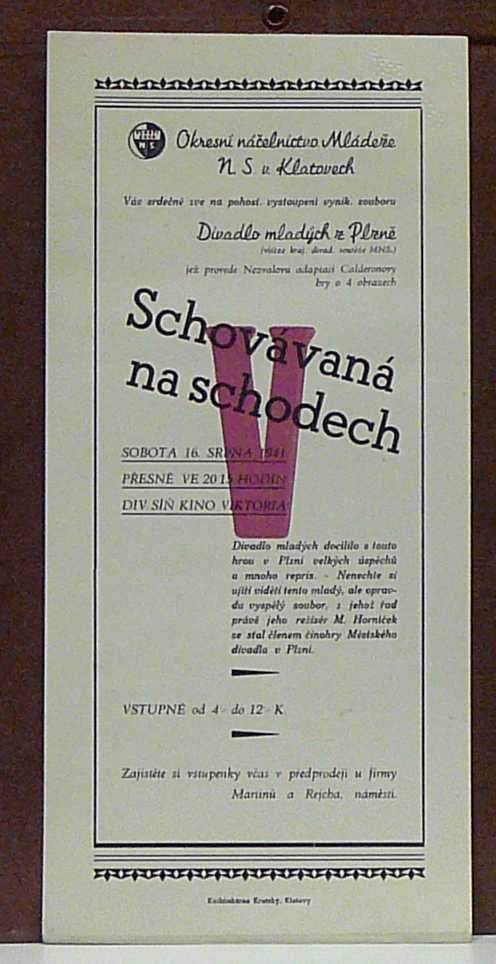 N S
Okresní náčelnictvo Mládeže
N. S. v. Klatovech
Vás srdečně zve na pohost. vystoupení vynik. souboru
Divadlo mladých z Plzně
(vítěze kraj. divad. soutěže MNS.)
jež provede Nezvalovu adaptaci Calderonovy
hry o 4 obrazech
Schovávaná
na schodech
V
SOBOTA 16. SRPNA 1941
PŘESNĚ VE 20 15 HODIN
DIV SÍŇ KINO VIKTORIA
Divadlo mladých docílilo s touto
hrou v Plzni velkých úspěchů
a mnoho repris. - Nenechte si
ujíti viděti tento mladý, ale oprav-
du vyspělý soubor, z jehož řad
právě jeho režisér M. Horníček
se stal členem činohry Městského
divadla v Plzni.
VSTUPNÉ od 4 - do 12 - K
Zajistěte si vstupenky včas v předprodeji u firmy
Martinů a Rejcha, náměstí.
Knihtiskárna Kratský, Klatovy